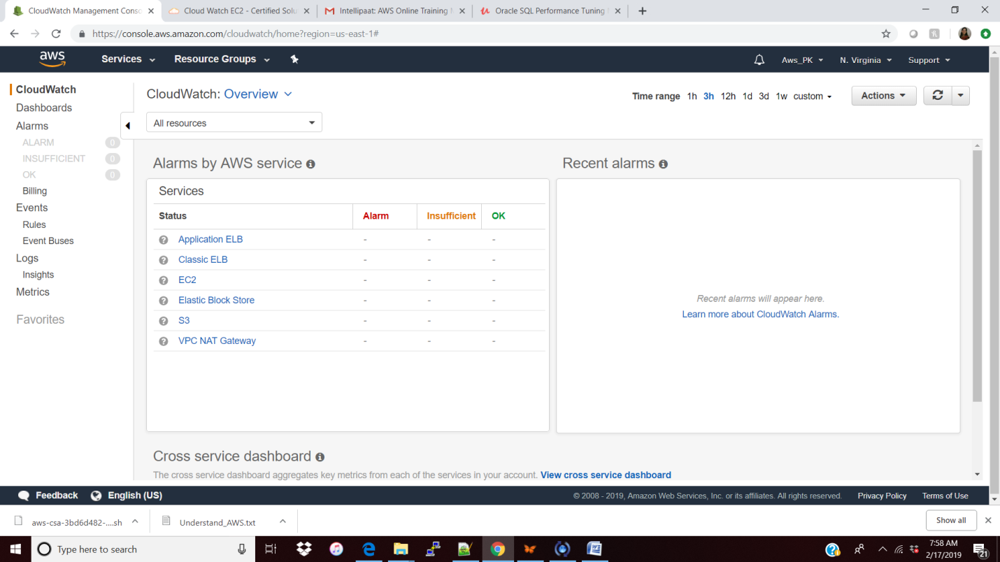 CloudWatch Management Conso
Cloud Watch EC2 - Certified Solu
Intellipaat: AWS Online Training
Oracle SQL Performance Tuning
https://console.aws.amazon.com/cloudwatch/home?region=us-east-1#
aws
Services
Resource Groups
Aws_PK
N. Virginia
Support
CloudWatch
Dashboards
Alarms
ALARM 0
INSUFFICIENT 0
OK 0
Billing
Events
Rules
Event Buses
Logs
Insights
Metrics
Favorites
CloudWatch: Overview
Time range 1h 3h 12h 1d 3d 1w custom
Actions
All resources
Alarms by AWS service
Services
Status Alarm Insufficient OK
Application ELB - - -
Classic ELB - - -
EC2 - - -
Elastic Block Store - - -
S3 - - -
VPC NAT Gateway - - -
Recent alarms
Recent alarms will appear here.
Learn more about CloudWatch Alarms.
Cross service dashboard
The cross service dashboard aggregates key metrics from each of the services in your account. View cross service dashboard
Feedback
English (US)
© 2008 - 2019, Amazon Web Services, Inc. or its affiliates. All rights reserved.
Privacy Policy
Terms of Use
aws-csa-3bd6d482-....sh
Understand_AWS.txt
Show all
Type here to search
7:58 AM
2/17/2019
21